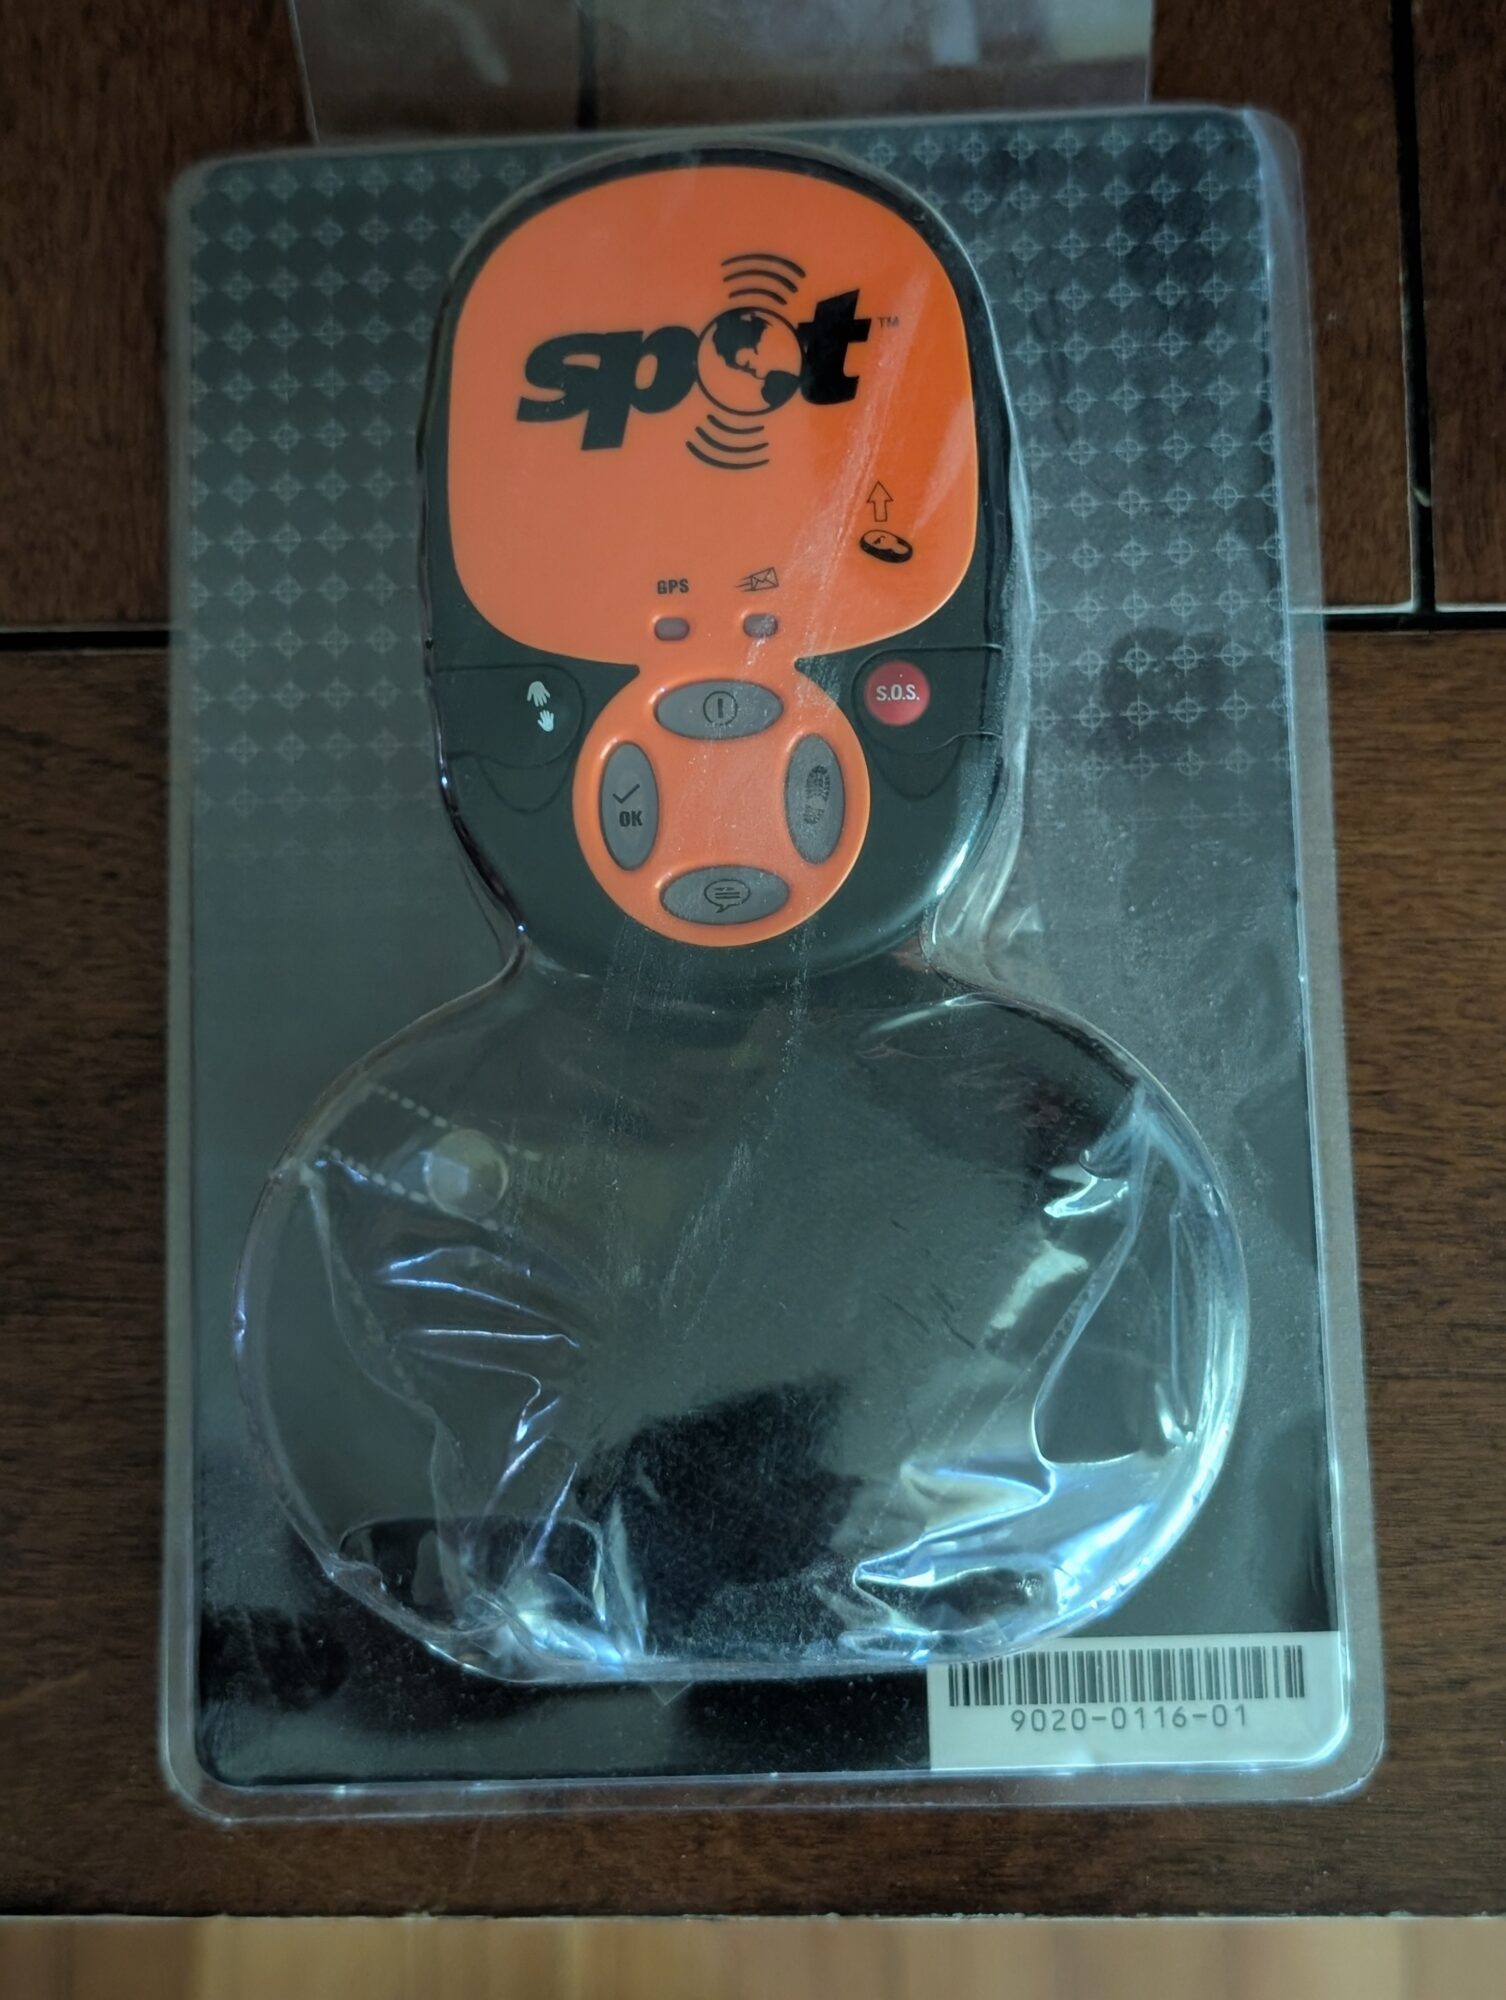 spot™
GPS
S.O.S.
OK
9020-0116-01